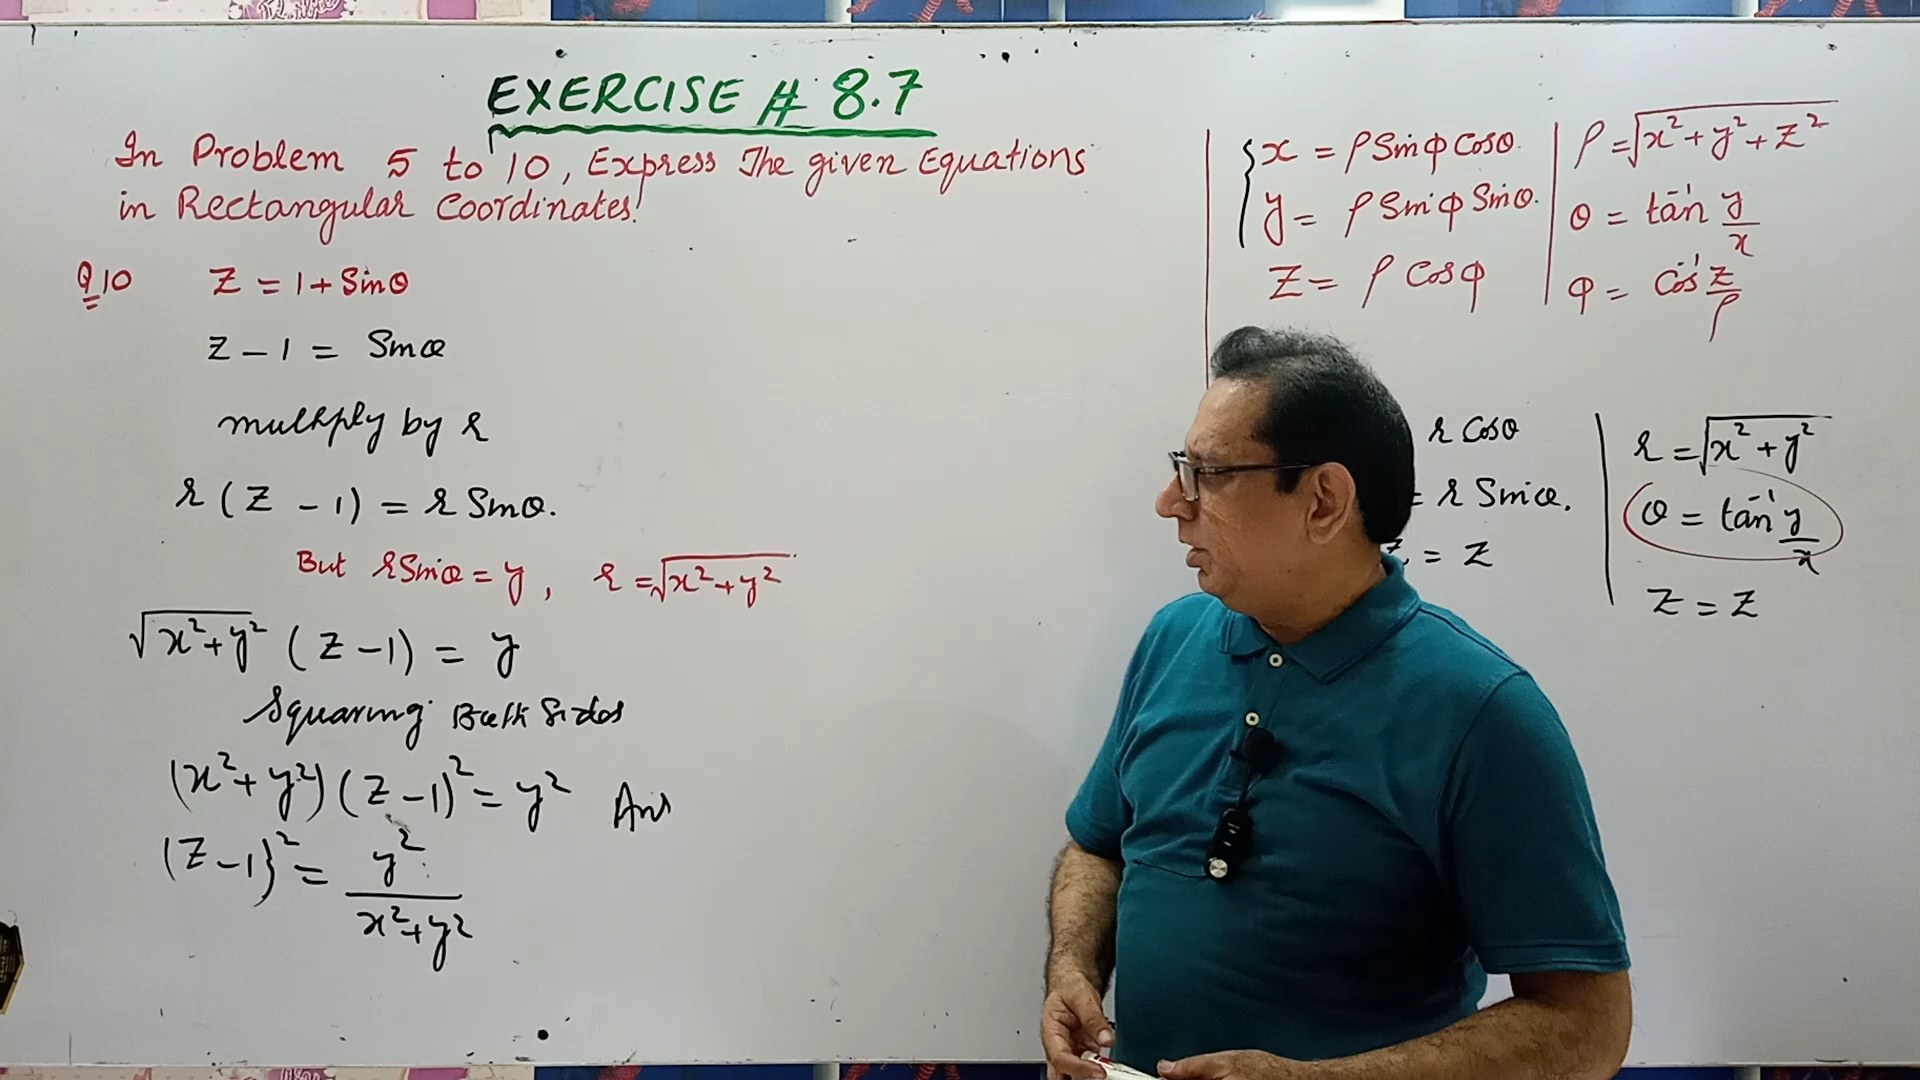 EXERCISE # 8.7
In Problem 5 to 10, Express The given Equations
in Rectangular Coordinates!
Q10 Z = 1 + Sinθ
Z - 1 = Sinθ
multiply by r
r(Z - 1) = r Sinθ.
But rSinθ = y, r = √(x² + y²)
√(x² + y²) (Z - 1) = y
Squaring Both Sides
(x² + y²)(Z - 1)² = y² Ans
(Z - 1)² = y²/(x² + y²)
x = ρ Sinφ Cosθ
y = ρ Sinφ Sinθ.
Z = ρ Cosφ
ρ = √(x² + y² + Z²)
θ = tan⁻¹ y/x
φ = Cos⁻¹ Z/ρ
r Cosθ
= r Sinθ.
Z = Z
r = √(x² + y²)
θ = tan⁻¹ y/x
Z = Z